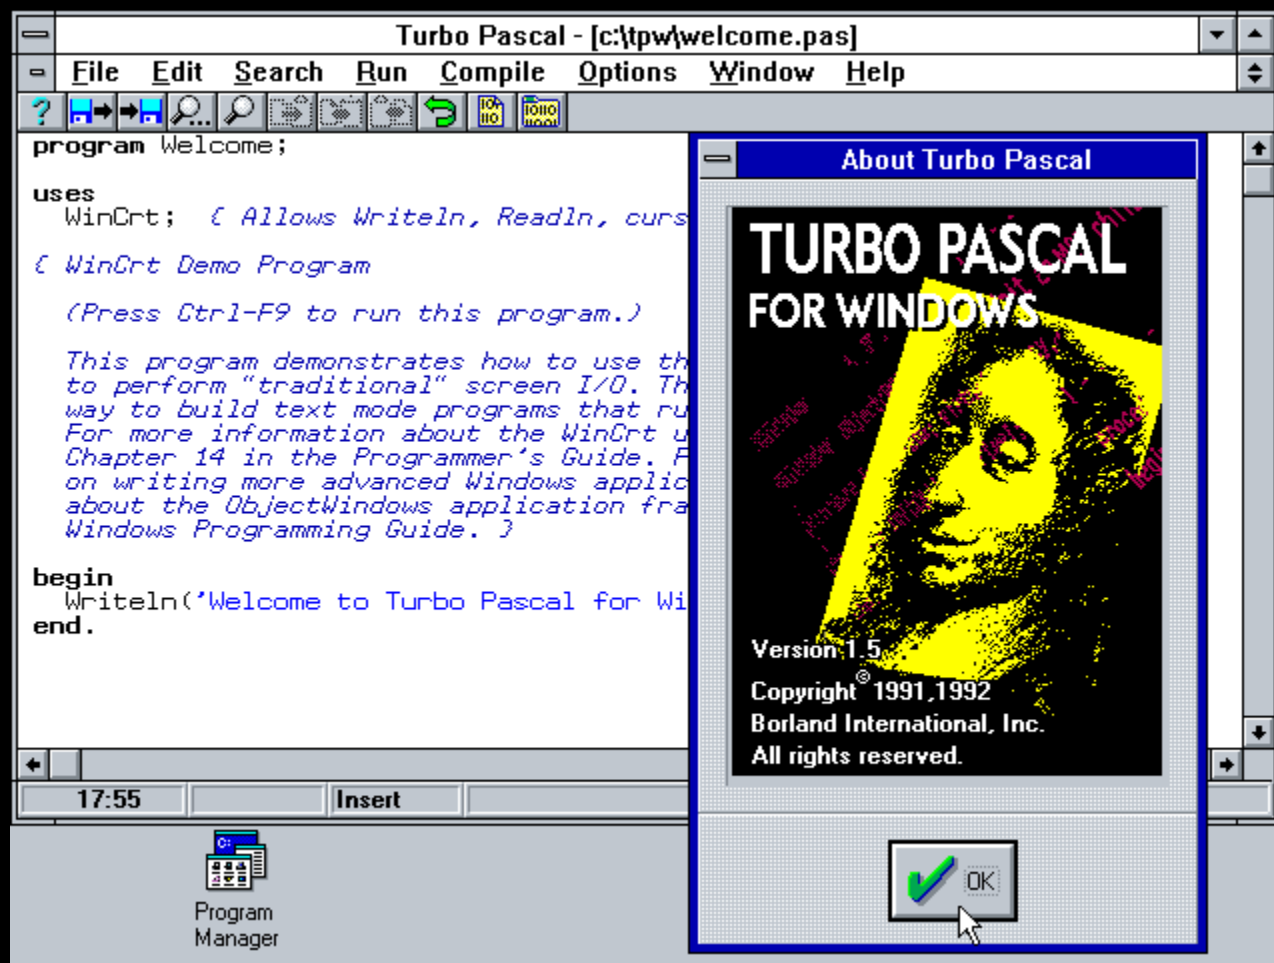 Turbo Pascal - [c:\tpw\welcome.pas]
File Edit Search Run Compile Options Window Help
program Welcome;
uses
WinCrt; { Allows Writeln, Readln, curs
{ WinCrt Demo Program
(Press Ctrl-F9 to run this program.)
This program demonstrates how to use th
to perform "traditional" screen I/O. Th
way to build text mode programs that ru
For more information about the WinCrt u
Chapter 14 in the Programmer's Guide. F
on writing more advanced Windows applic
about the ObjectWindows application fra
Windows Programming Guide. }
begin
Writeln('Welcome to Turbo Pascal for Wi
end.
17:55
Insert
Program
Manager
About Turbo Pascal
TURBO PASCAL
FOR WINDOWS
Version 1.5
Copyright © 1991,1992
Borland International, Inc.
All rights reserved.
OK